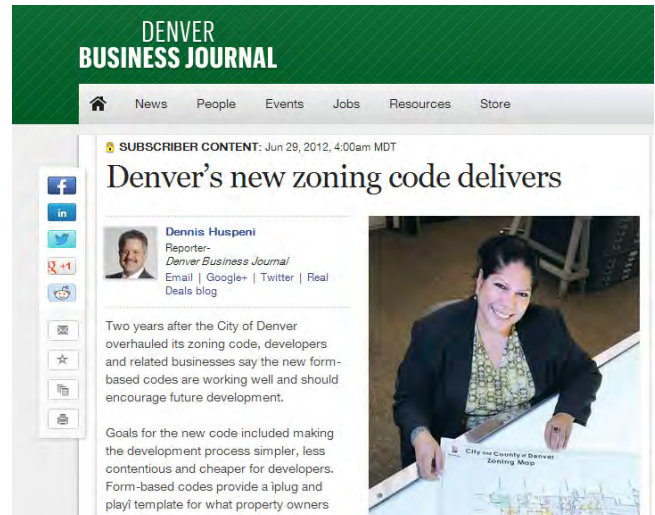 DENVER
BUSINESS JOURNAL
News People Events Jobs Resources Store
SUBSCRIBER CONTENT: Jun 29, 2012, 4:00am MDT
Denver's new zoning code delivers
in
g +1
Dennis Huspeni
Reporter-
Denver Business Journal
Email | Google+ | Twitter | Real
Deals blog
Two years after the City of Denver
overhauled its zoning code, developers
and related businesses say the new form-
based codes are working well and should
encourage future development.
Goals for the new code included making
the development process simpler, less
contentious and cheaper for developers.
Form-based codes provide a ìplug and
playî template for what property owners
City and County of Denver
Zoning Map